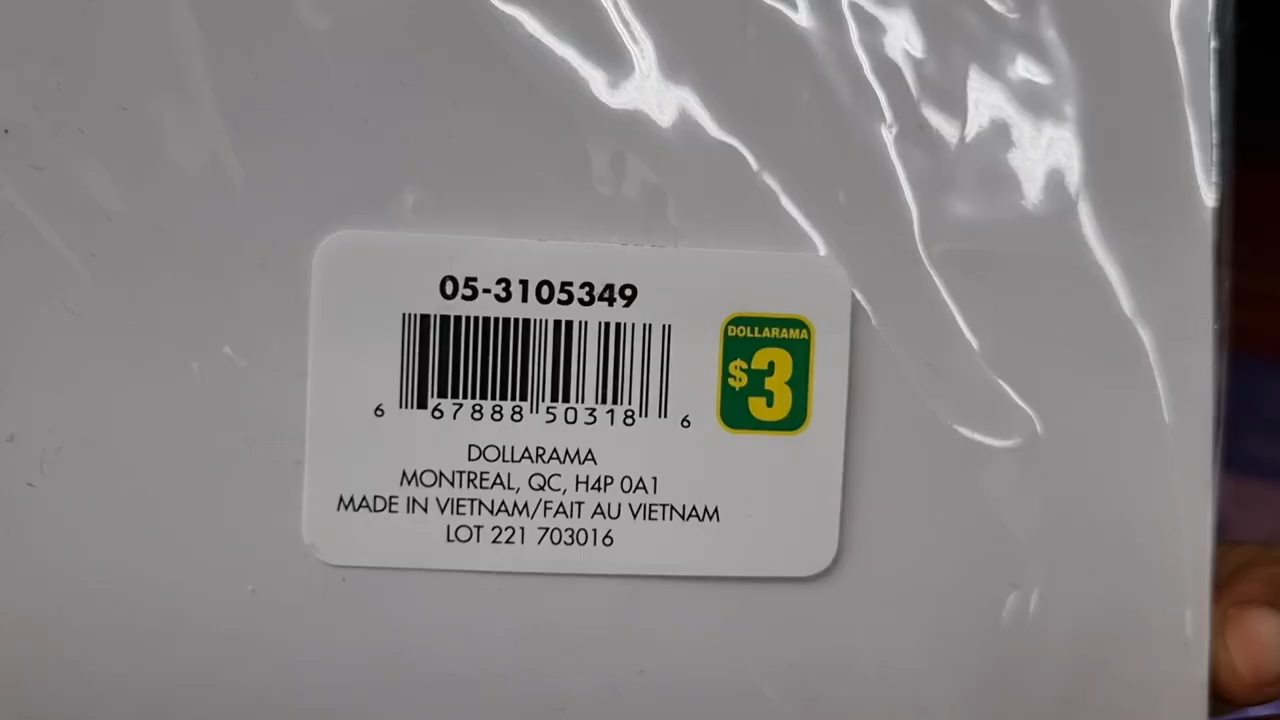 05-3105349
6 67888 50318 6
DOLLARAMA
$3
DOLLARAMA
MONTREAL, QC, H4P 0A1
MADE IN VIETNAM/FAIT AU VIETNAM
LOT 221 703016